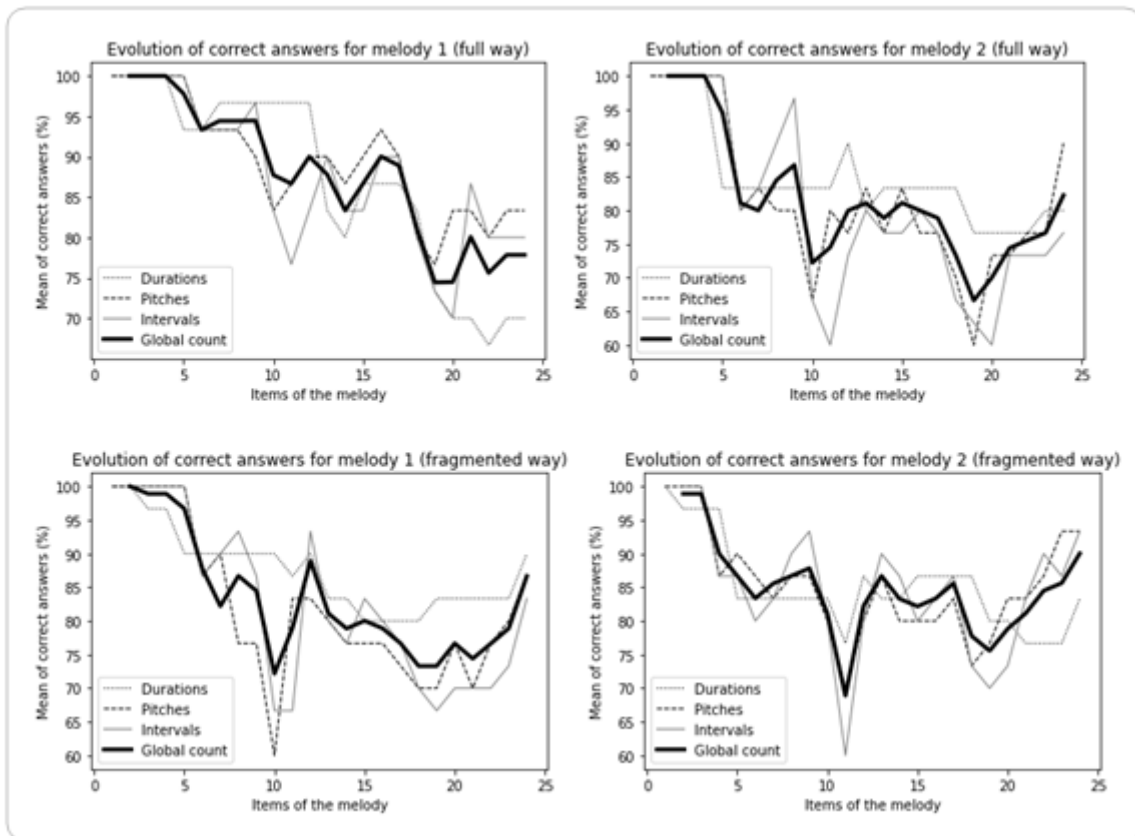 Evolution of correct answers for melody 1 (full way)
Mean of correct answers (%)
100
95
90
85
80
75
70
Durations
Pitches
Intervals
Global count
0 5 10 15 20 25
Items of the melody
Evolution of correct answers for melody 2 (full way)
Mean of correct answers (%)
100
95
90
85
80
75
70
65
60
Durations
Pitches
Intervals
Global count
0 5 10 15 20 25
Items of the melody
Evolution of correct answers for melody 1 (fragmented way)
Mean of correct answers (%)
100
95
90
85
80
75
70
65
60
Durations
Pitches
Intervals
Global count
0 5 10 15 20 25
Items of the melody
Evolution of correct answers for melody 2 (fragmented way)
Mean of correct answers (%)
100
95
90
85
80
75
70
65
60
Durations
Pitches
Intervals
Global count
0 5 10 15 20 25
Items of the melody